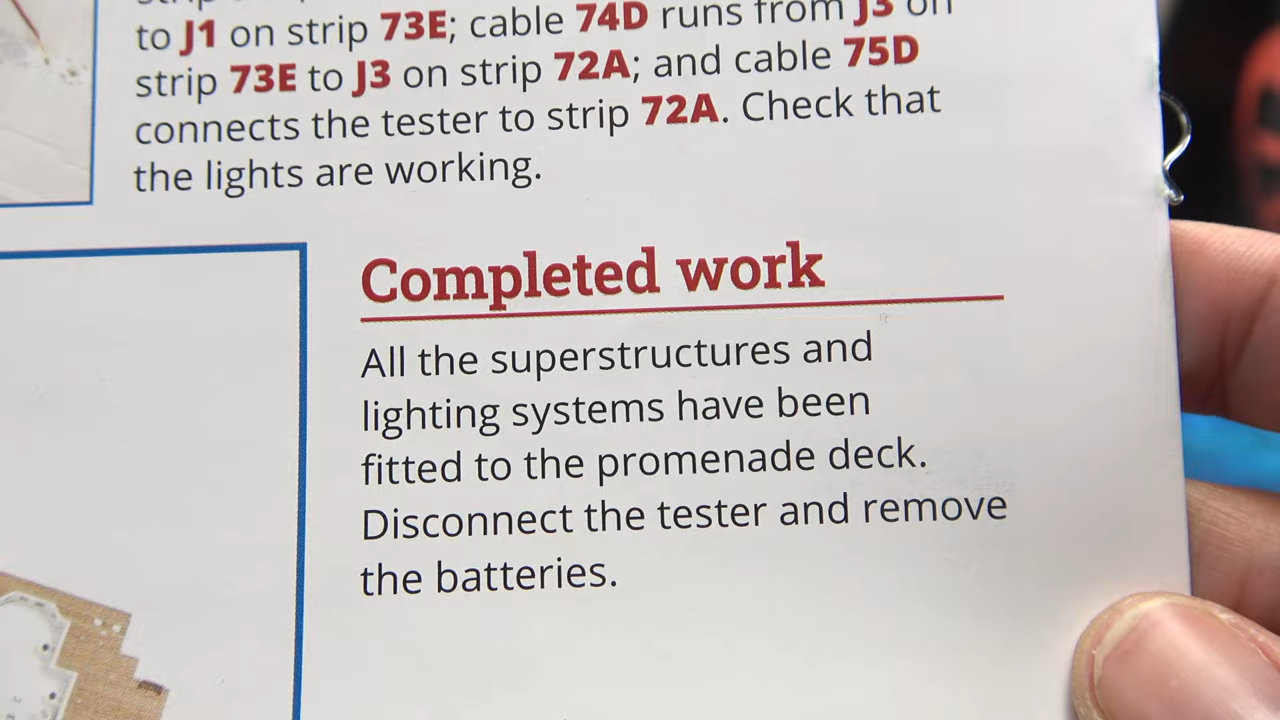 to J1 on strip 73E; cable 74D runs from J3 on
strip 73E to J3 on strip 72A; and cable 75D
connects the tester to strip 72A. Check that
the lights are working.
Completed work
All the superstructures and
lighting systems have been
fitted to the promenade deck.
Disconnect the tester and remove
the batteries.